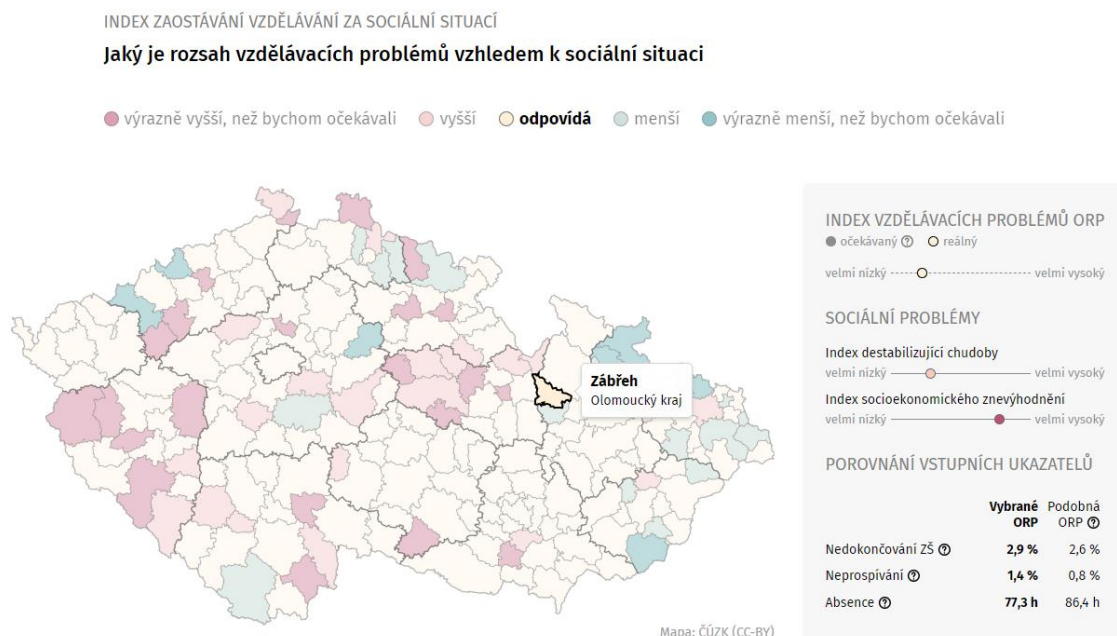 INDEX ZAOSTÁVÁNÍ VZDĚLÁVÁNÍ ZA SOCIÁLNÍ SITUACÍ
Jaký je rozsah vzdělávacích problémů vzhledem k sociální situaci
výrazně vyšší, než bychom očekávali vyšší odpovídá menší výrazně menší, než bychom očekávali
Zábřeh
Olomoucký kraj
Mapa: ČÚZK (CC-BY)
INDEX VZDĚLÁVACÍCH PROBLÉMŮ ORP
očekávaný ? reálný
velmi nízký velmi vysoký
SOCIÁLNÍ PROBLÉMY
Index destabilizující chudoby
velmi nízký velmi vysoký
Index socioekonomického znevýhodnění
velmi nízký velmi vysoký
POROVNÁNÍ VSTUPNÍCH UKAZATELŮ
Vybrané Podobná
ORP ORP ?
Nedokončování ZŠ ? 2,9 % 2,6 %
Neprospívání ? 1,4 % 0,8 %
Absence ? 77,3 h 86,4 h